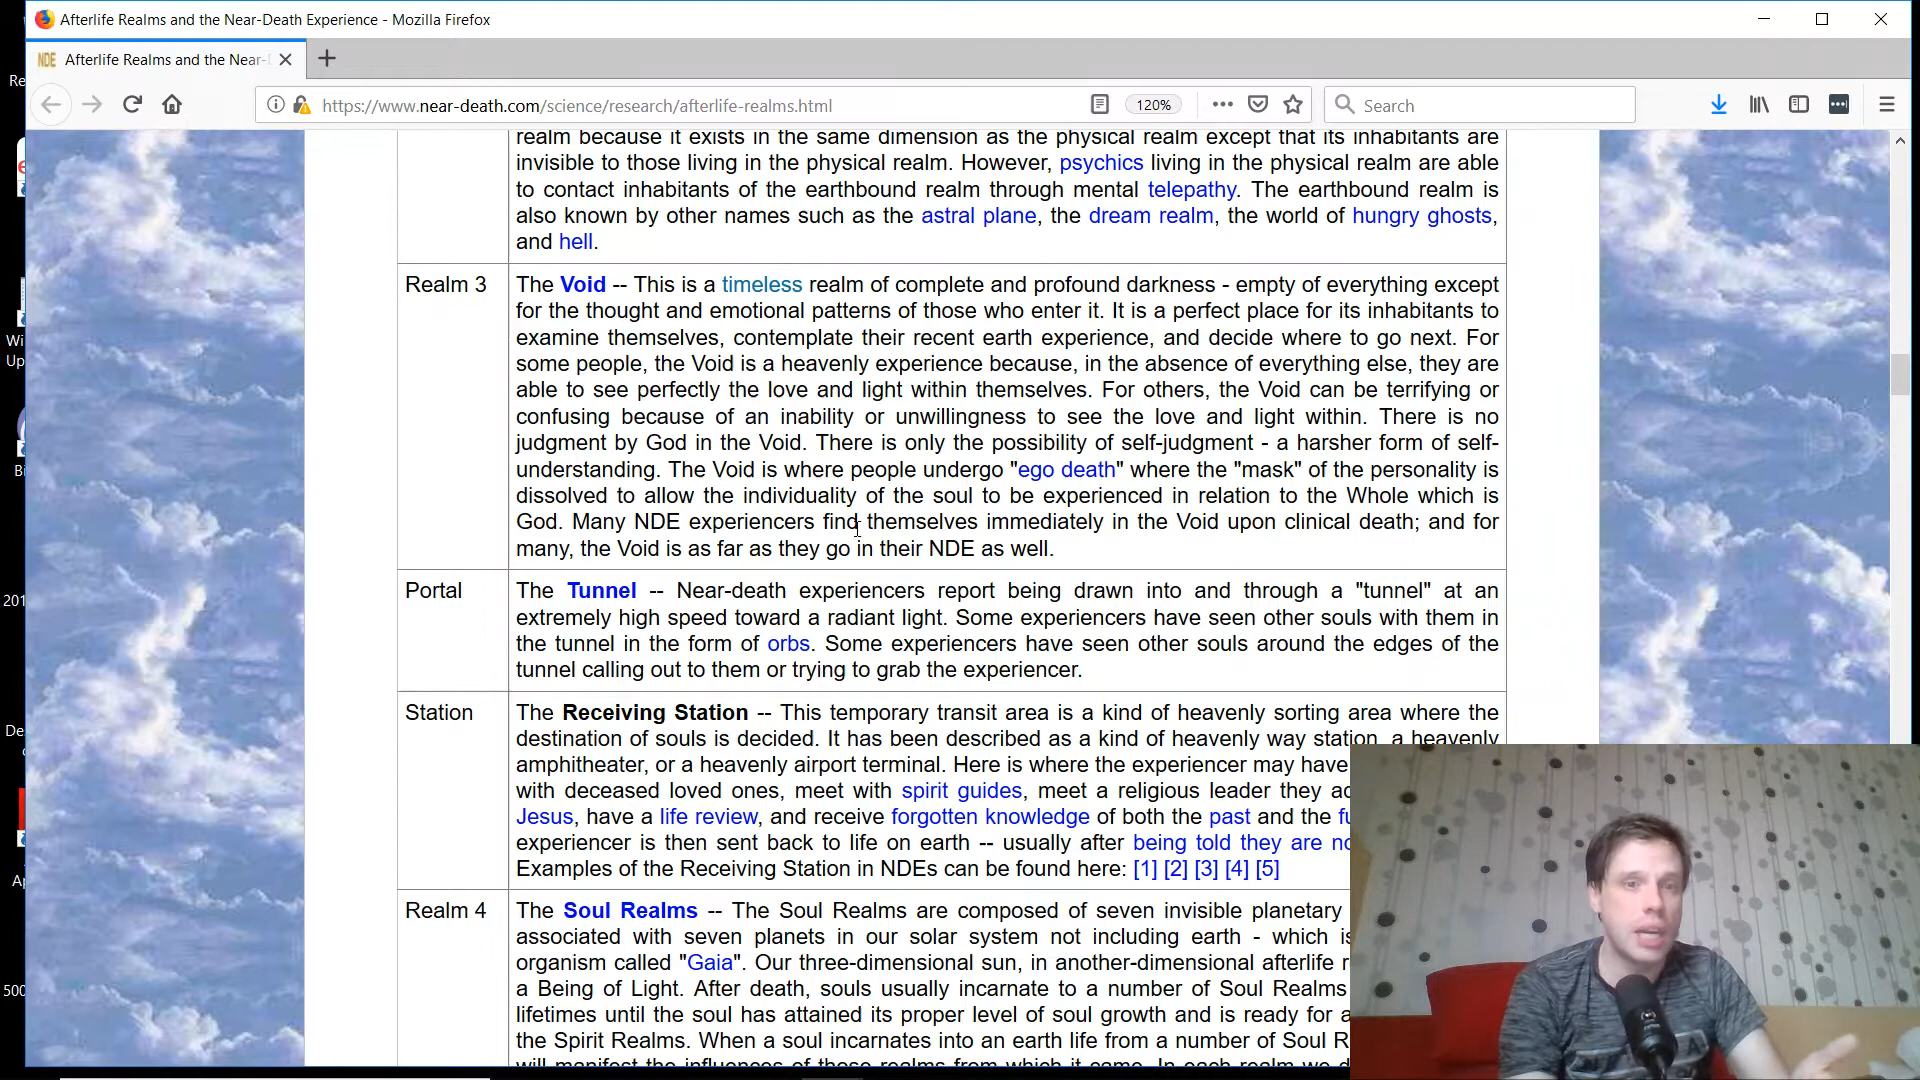 Afterlife Realms and the Near-Death Experience - Mozilla Firefox
NDE Afterlife Realms and the Near-
https://www.near-death.com/science/research/afterlife-realms.html 120% Search
realm because it exists in the same dimension as the physical realm except that its inhabitants are
invisible to those living in the physical realm. However, psychics living in the physical realm are able
to contact inhabitants of the earthbound realm through mental telepathy. The earthbound realm is
also known by other names such as the astral plane, the dream realm, the world of hungry ghosts,
and hell.
Realm 3
The Void -- This is a timeless realm of complete and profound darkness - empty of everything except
for the thought and emotional patterns of those who enter it. It is a perfect place for its inhabitants to
examine themselves, contemplate their recent earth experience, and decide where to go next. For
some people, the Void is a heavenly experience because, in the absence of everything else, they are
able to see perfectly the love and light within themselves. For others, the Void can be terrifying or
confusing because of an inability or unwillingness to see the love and light within. There is no
judgment by God in the Void. There is only the possibility of self-judgment - a harsher form of self-
understanding. The Void is where people undergo "ego death" where the "mask" of the personality is
dissolved to allow the individuality of the soul to be experienced in relation to the Whole which is
God. Many NDE experiencers find themselves immediately in the Void upon clinical death; and for
many, the Void is as far as they go in their NDE as well.
Portal
The Tunnel -- Near-death experiencers report being drawn into and through a "tunnel" at an
extremely high speed toward a radiant light. Some experiencers have seen other souls with them in
the tunnel in the form of orbs. Some experiencers have seen other souls around the edges of the
tunnel calling out to them or trying to grab the experiencer.
Station
The Receiving Station -- This temporary transit area is a kind of heavenly sorting area where the
destination of souls is decided. It has been described as a kind of heavenly way station, a heavenly
amphitheater, or a heavenly airport terminal. Here is where the experiencer may have
with deceased loved ones, meet with spirit guides, meet a religious leader they
Jesus, have a life review, and receive forgotten knowledge of both the past and the
experiencer is then sent back to life on earth -- usually after being told they are
Examples of the Receiving Station in NDEs can be found here: [1] [2] [3] [4] [5]
Realm 4
The Soul Realms -- The Soul Realms are composed of seven invisible planetary
associated with seven planets in our solar system not including earth - which is
organism called "Gaia". Our three-dimensional sun, in another-dimensional afterlife
a Being of Light. After death, souls usually incarnate to a number of Soul Realms
lifetimes until the soul has attained its proper level of soul growth and is ready for a
the Spirit Realms. When a soul incarnates into an earth life from a number of Soul
will manifest the influences of those realms from which it came. In each realm we